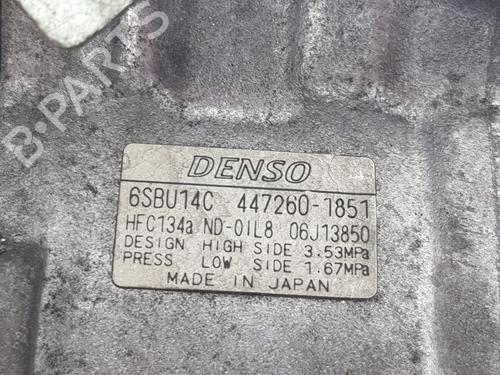 B-PARTS
DENSO
6SBU14C 447260-1851
HFC134a ND-OIL8 06J13850
DESIGN HIGH SIDE 3.53MPa
PRESS LOW SIDE 1.67MPa
MADE IN JAPAN